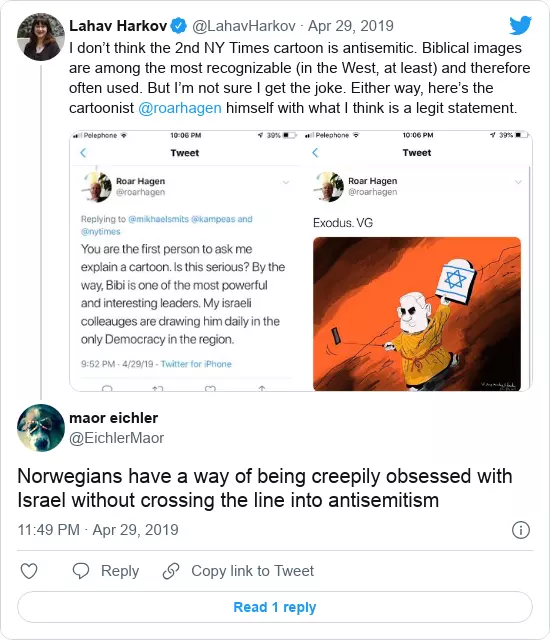 Lahav Harkov @LahavHarkov · Apr 29, 2019
I don't think the 2nd NY Times cartoon is antisemitic. Biblical images
are among the most recognizable (in the West, at least) and therefore
often used. But I'm not sure I get the joke. Either way, here's the
cartoonist @roarhagen himself with what I think is a legit statement.
Pelephone 10:06 PM 39%
Tweet
Roar Hagen
@roarhagen
Replying to @mikhaelsmits @kampeas and
@nytimes
You are the first person to ask me
explain a cartoon. Is this serious? By the
way, Bibi is one of the most powerful
and interesting leaders. My israeli
colleauges are drawing him daily in the
only Democracy in the region.
9:52 PM · 4/29/19 · Twitter for iPhone
Pelephone 10:06 PM 39%
Tweet
Roar Hagen
@roarhagen
Exodus. VG
maor eichler
@EichlerMaor
Norwegians have a way of being creepily obsessed with
Israel without crossing the line into antisemitism
11:49 PM · Apr 29, 2019
Reply Copy link to Tweet
Read 1 reply